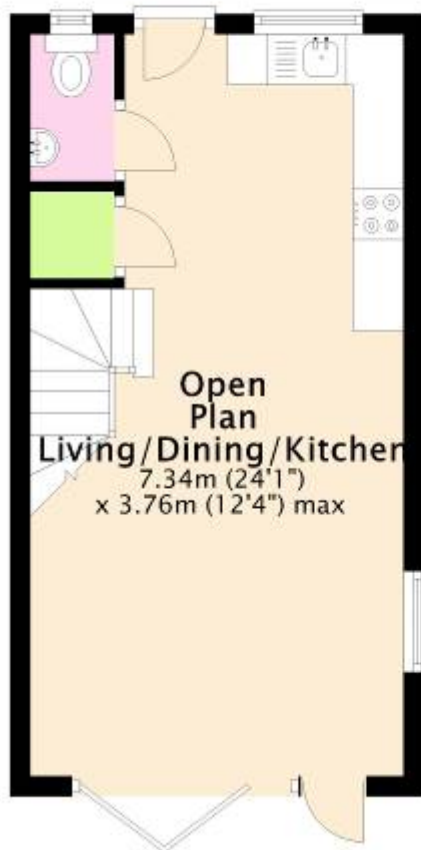 Open
Plan
Living/Dining/Kitchen
7.34m (24'1")
x 3.76m (12'4") max